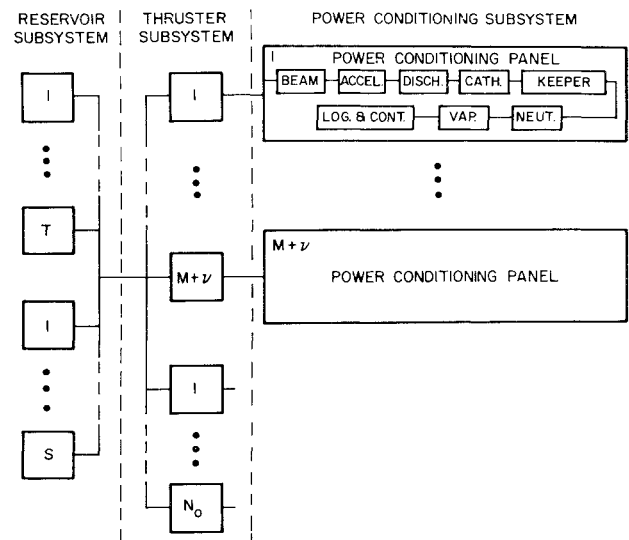 RESERVOIR SUBSYSTEM
THRUSTER SUBSYSTEM
POWER CONDITIONING SUBSYSTEM
I
T
I
S
I
M+ν
I
N₀
I
POWER CONDITIONING PANEL
BEAM
ACCEL.
DISCH.
CATH.
KEEPER
LOG. & CONT.
VAP.
NEUT.
M+ν
POWER CONDITIONING PANEL